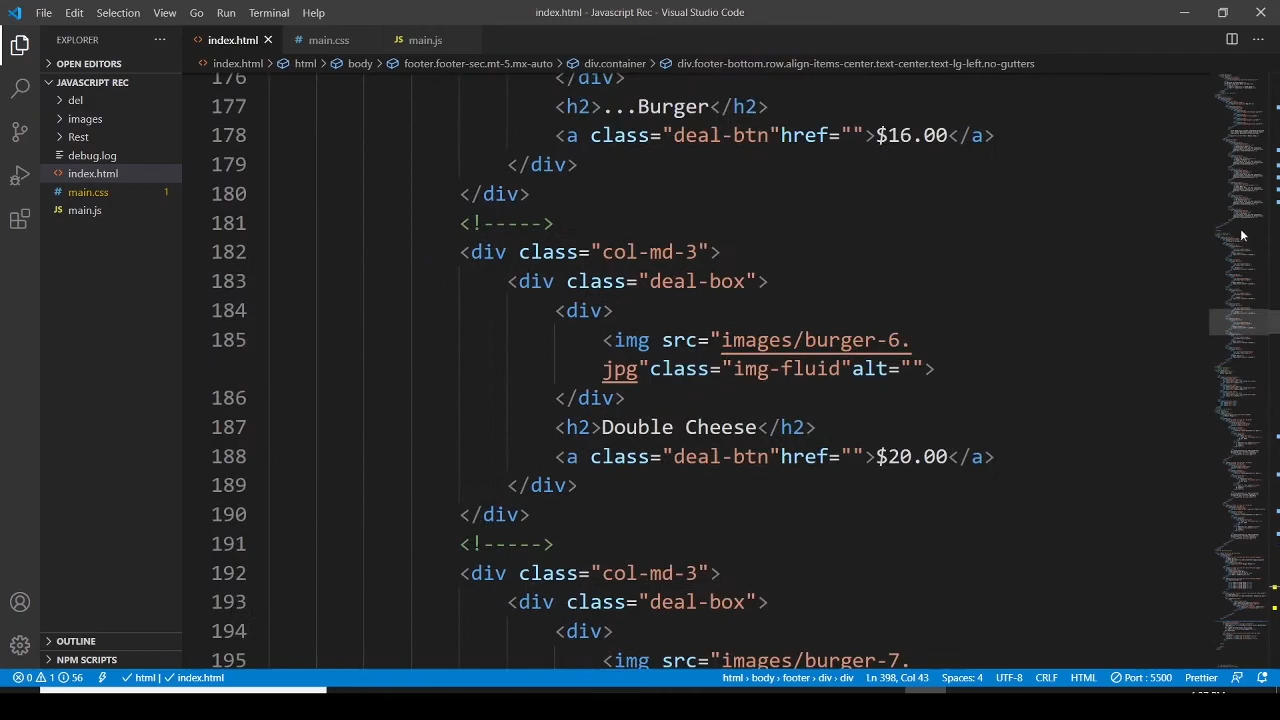 File Edit Selection View Go Run Terminal Help
index.html - Javascript Rec - Visual Studio Code
EXPLORER
index.html
main.css
main.js
OPEN EDITORS
JAVASCRIPT REC
del
images
Rest
debug.log
index.html
main.css 1
main.js
OUTLINE
NPM SCRIPTS
index.html html body footer.footer-sec.mt-5.mx-auto div.container div.footer-bottom.row.align-items-center.text-center.text-lg-left.no-gutters
176 </div>
177 <h2>...Burger</h2>
178 <a class="deal-btn"href="">$16.00</a>
179 </div>
180 </div>
181 <!----->
182 <div class="col-md-3">
183 <div class="deal-box">
184 <div>
185 <img src="images/burger-6.
jpg"class="img-fluid"alt="">
186 </div>
187 <h2>Double Cheese</h2>
188 <a class="deal-btn"href="">$20.00</a>
189 </div>
190 </div>
191 <!----->
192 <div class="col-md-3">
193 <div class="deal-box">
194 <div>
195 <img src="images/burger-7.
0 1 56 html index.html html > body > footer > div > div Ln 398, Col 43 Spaces: 4 UTF-8 CRLF HTML Port : 5500 Prettier